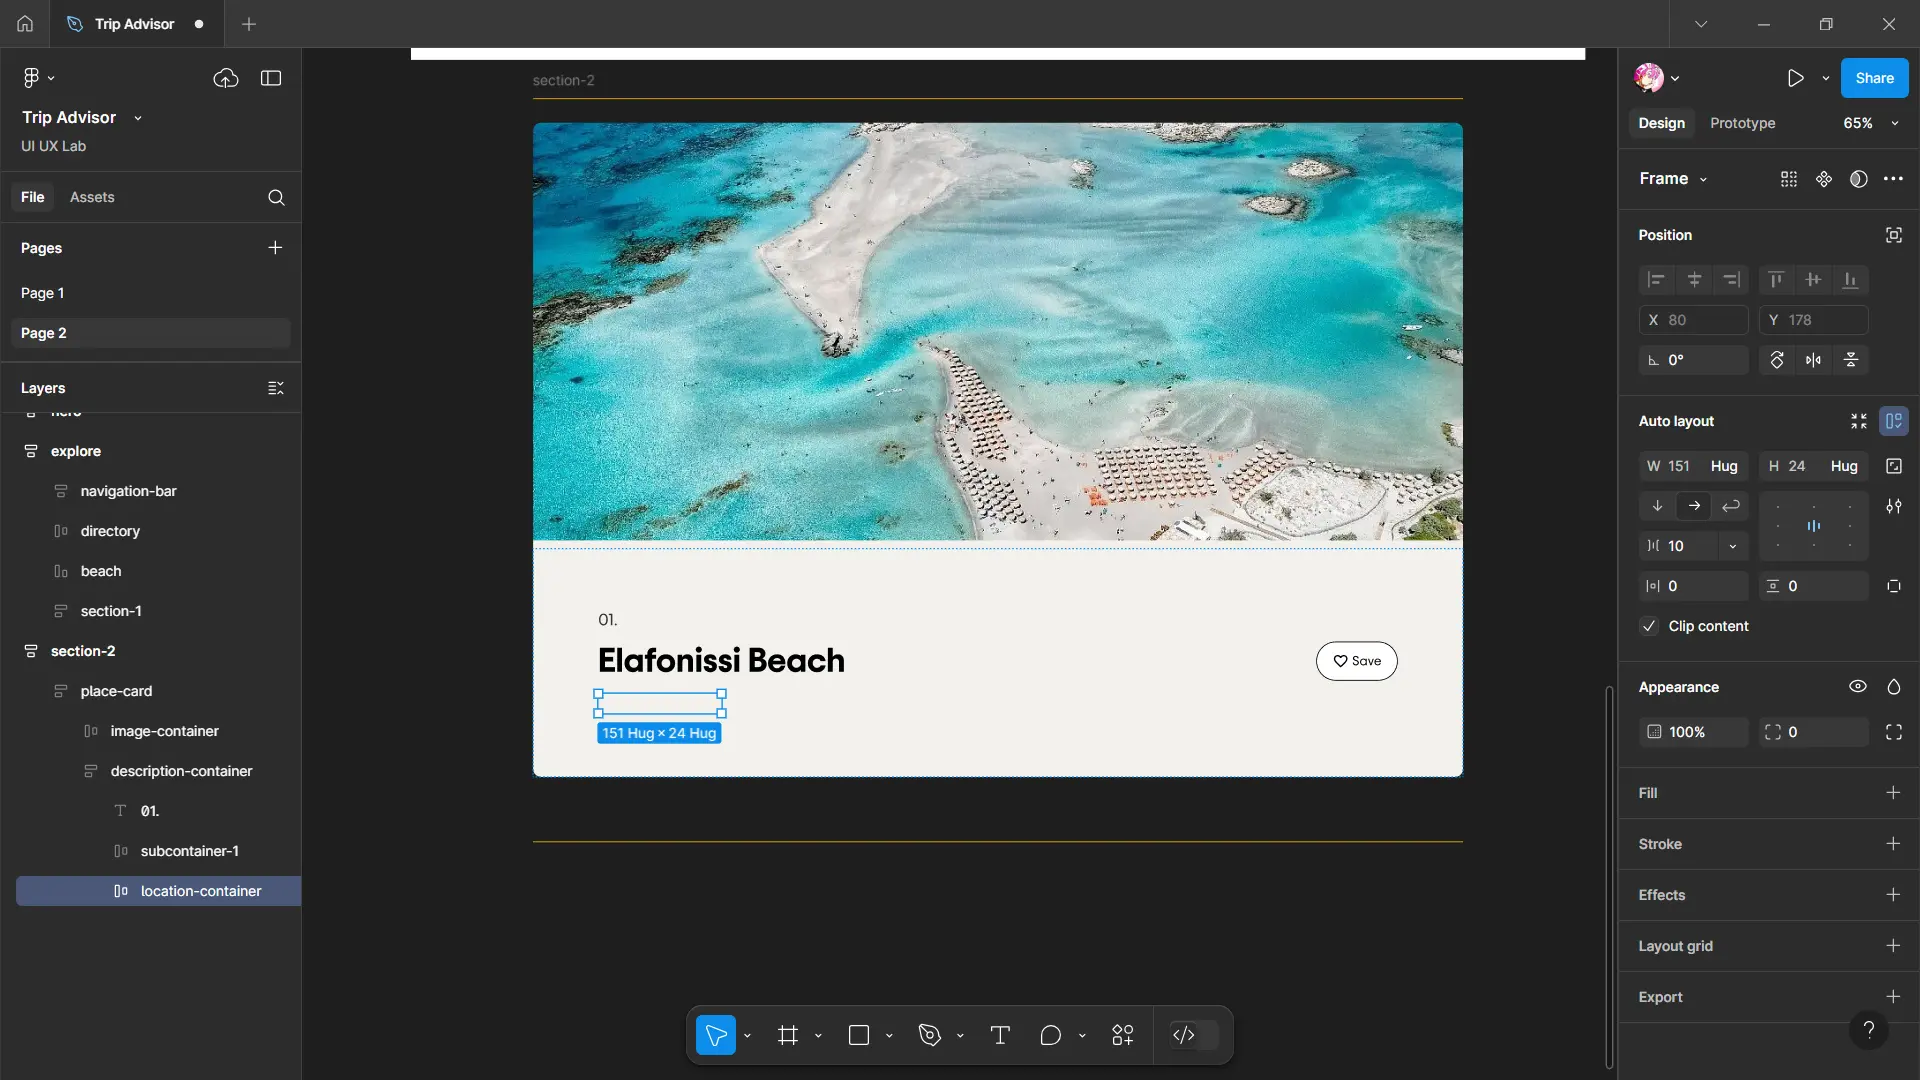 Trip Advisor
Trip Advisor
UI UX Lab
File
Assets
Pages
Page 1
Page 2
Layers
hero
explore
navigation-bar
directory
beach
section-1
section-2
place-card
image-container
description-container
01.
subcontainer-1
location-container
section-2
01.
Elafonissi Beach
Save
151 Hug × 24 Hug
Share
Design
Prototype
65%
Frame
Position
X 80
Y 178
0°
Auto layout
W 151 Hug
H 24 Hug
10
0
0
Clip content
Appearance
100%
0
Fill
Stroke
Effects
Layout grid
Export
?